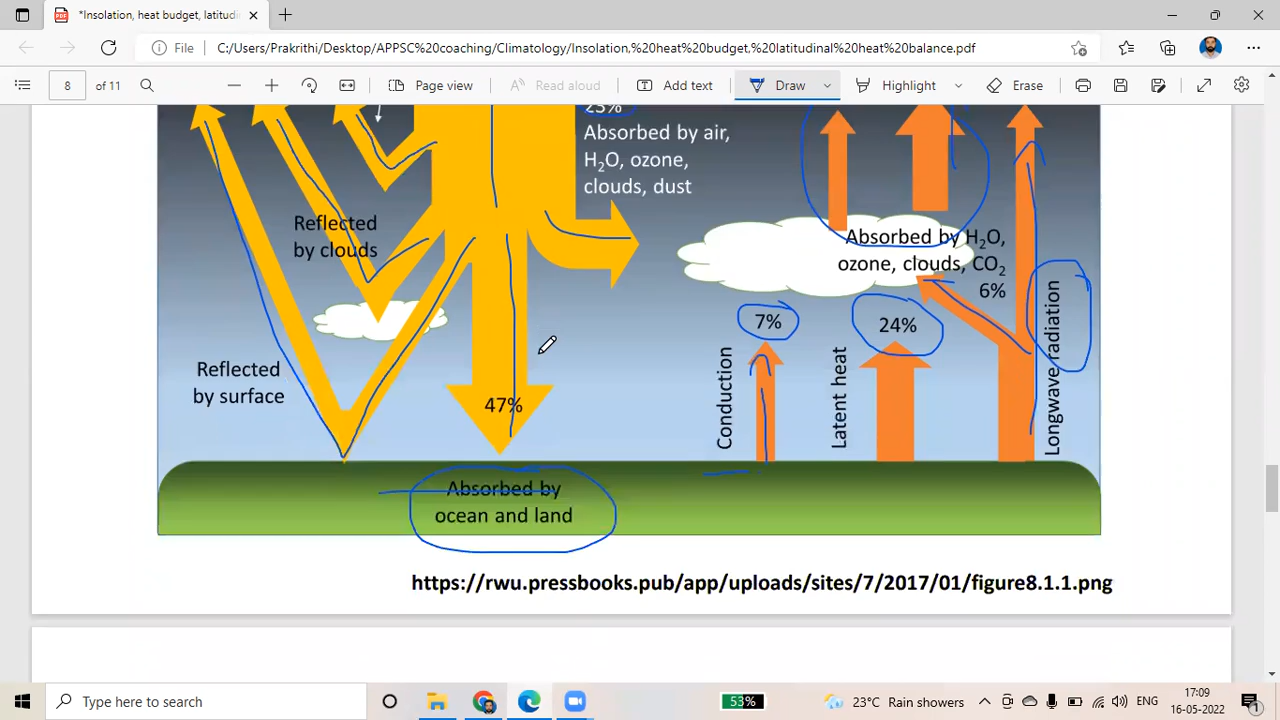 *Insolation, heat budget, latitudi
File
C:/Users/Prakrithi/Desktop/APPSC%20coaching/Climatology/Insolation,%20heat%20budget,%20latitudinal%20heat%20balance.pdf
8 of 11
Page view
Read aloud
Add text
Draw
Highlight
Erase
23%
Absorbed by air,
H₂O, ozone,
clouds, dust
Reflected
by clouds
Absorbed by H₂O,
ozone, clouds, CO₂
6%
7%
24%
Conduction
Latent heat
Longwave radiation
Reflected
by surface
47%
Absorbed by
ocean and land
https://rwu.pressbooks.pub/app/uploads/sites/7/2017/01/figure8.1.1.png
Type here to search
53%
23°C Rain showers
ENG
17:09
16-05-2022
1